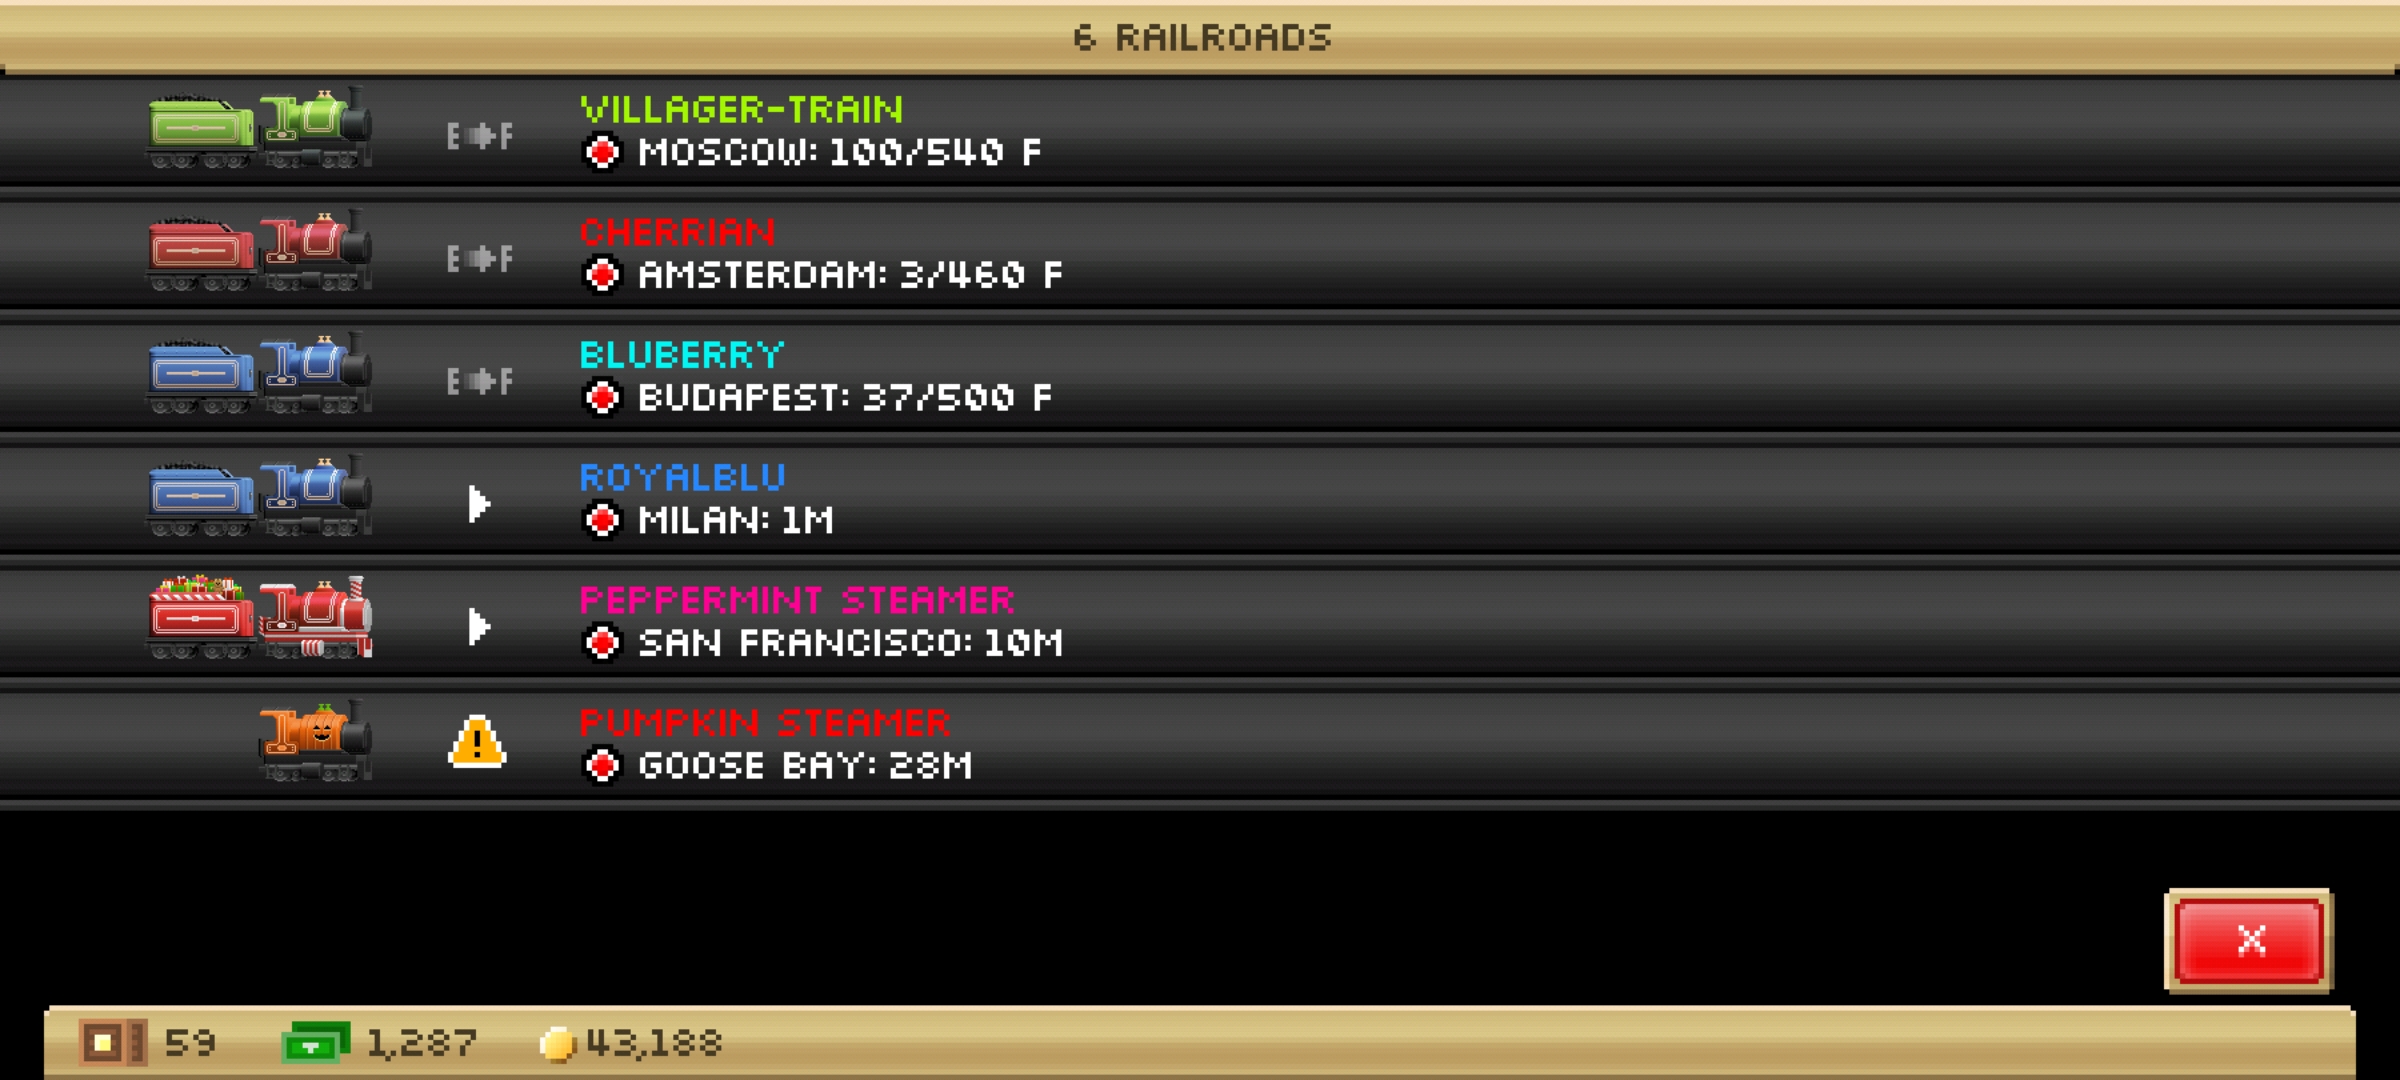 6 RAILROADS
VILLAGER-TRAIN
E F
MOSCOW: 100/540 F
CHERRIAN
E F
AMSTERDAM: 3/460 F
BLUBERRY
E F
BUDAPEST: 37/500 F
ROYALBLU
MILAN: 1M
PEPPERMINT STEAMER
SAN FRANCISCO: 10M
PUMPKIN STEAMER
!
GOOSE BAY: 28M
X
59 1,287 43,188